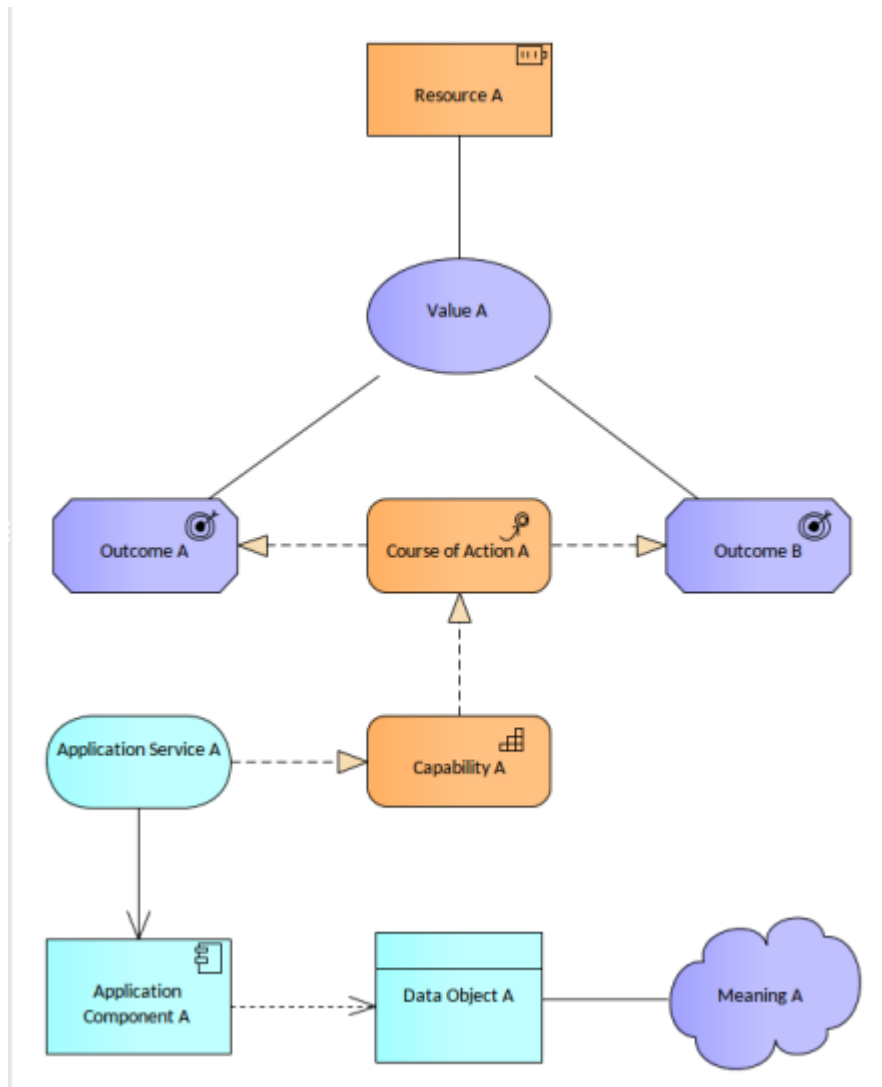 Resource A
Value A
Outcome A
Course of Action A
Outcome B
Application Service A
Capability A
Application
Component A
Data Object A
Meaning A